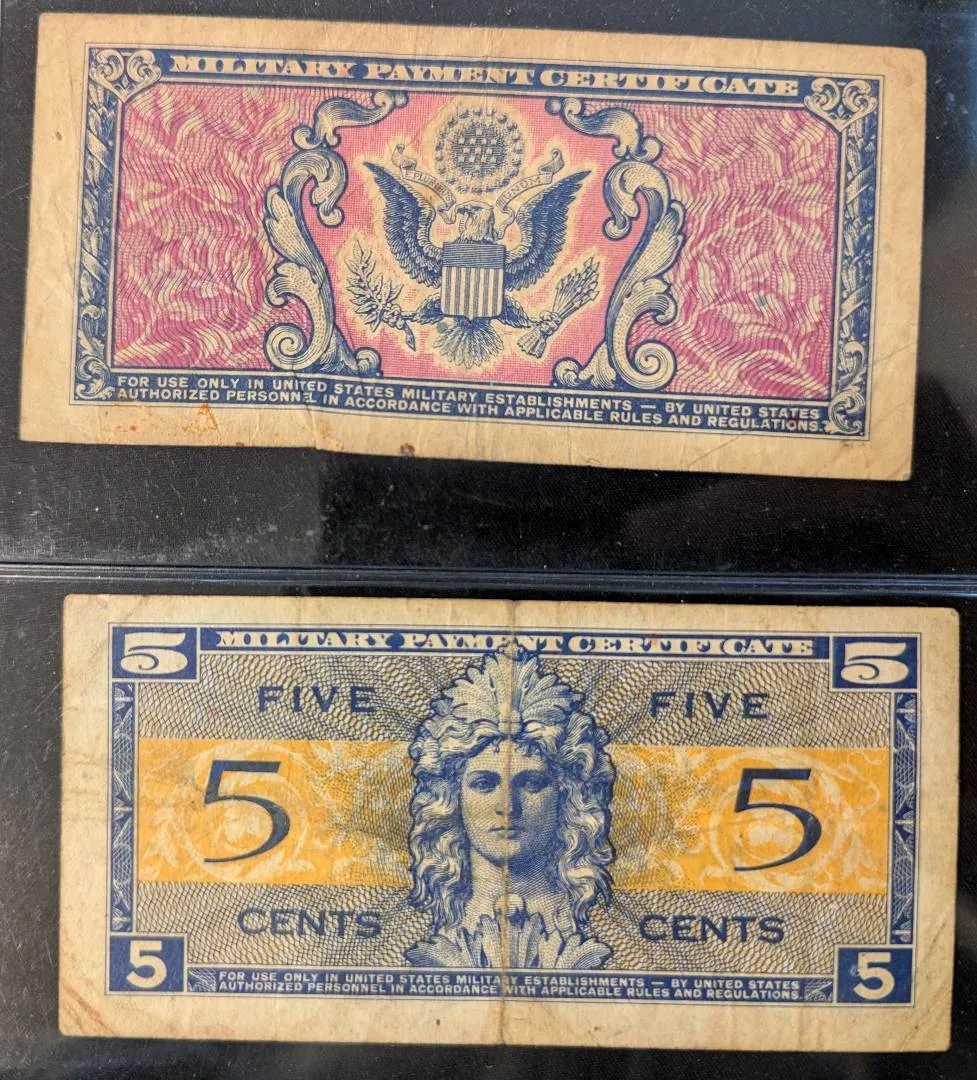 MILITARY PAYMENT CERTIFICATE
E PLURIBUS UNUM
FOR USE ONLY IN UNITED STATES MILITARY ESTABLISHMENTS — BY UNITED STATES
AUTHORIZED PERSONNEL IN ACCORDANCE WITH APPLICABLE RULES AND REGULATIONS.
5 MILITARY PAYMENT CERTIFICATE 5
FIVE FIVE
5 5
CENTS CENTS
5 5
FOR USE ONLY IN UNITED STATES MILITARY ESTABLISHMENTS — BY UNITED STATES
AUTHORIZED PERSONNEL IN ACCORDANCE WITH APPLICABLE RULES AND REGULATIONS.